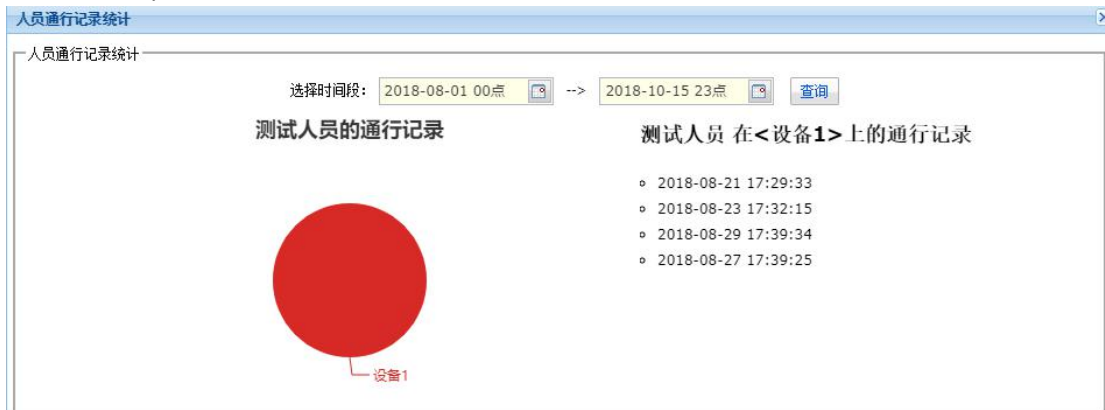 人员通行记录统计
人员通行记录统计
选择时间段： 2018-08-01 00点 --> 2018-10-15 23点 查询
测试人员的通行记录
设备1
测试人员 在<设备1>上的通行记录
2018-08-21 17:29:33
2018-08-23 17:32:15
2018-08-29 17:39:34
2018-08-27 17:39:25